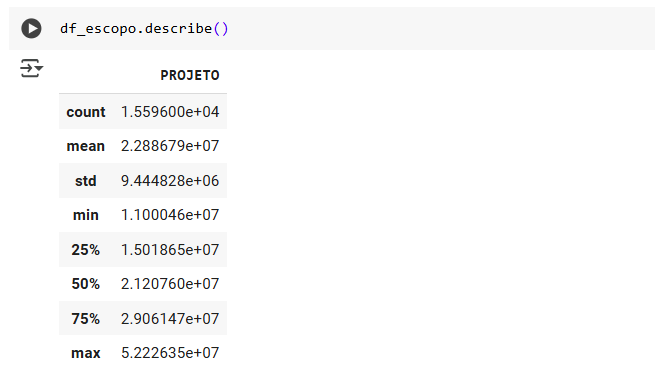 df_escopo.describe()
PROJETO
count 1.559600e+04
mean 2.288679e+07
std 9.444828e+06
min 1.100046e+07
25% 1.501865e+07
50% 2.120760e+07
75% 2.906147e+07
max 5.222635e+07